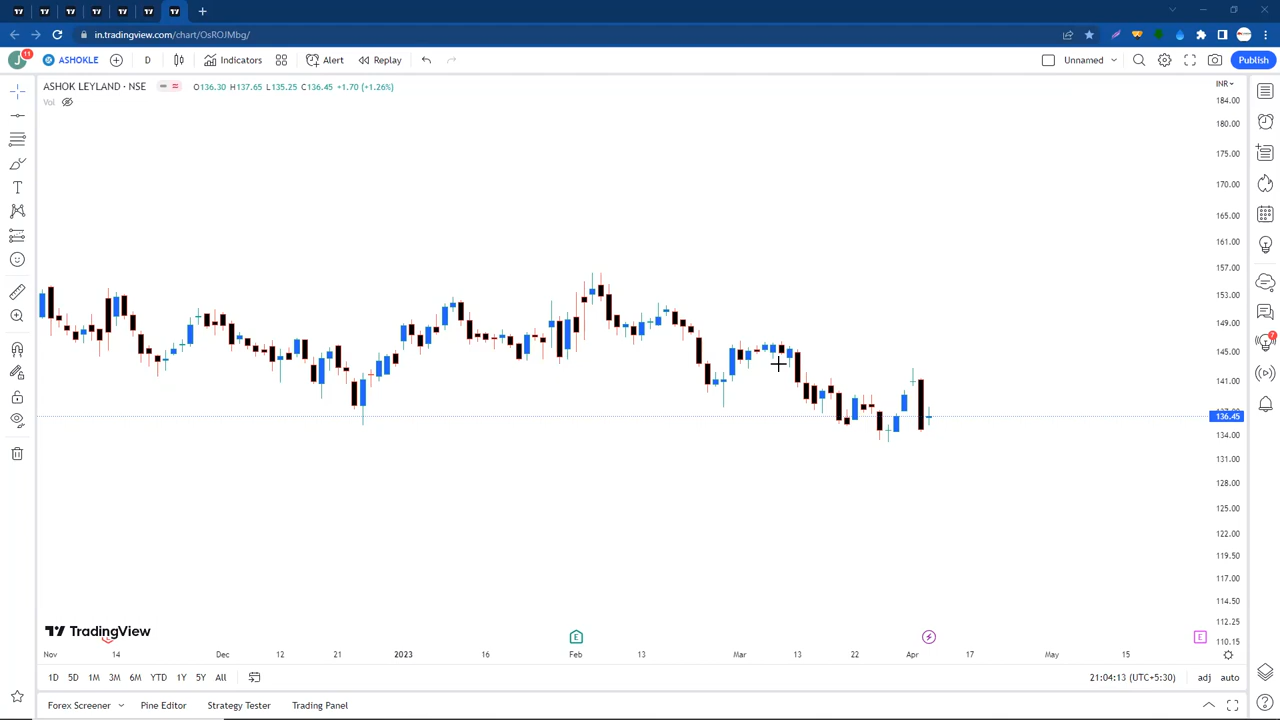 in.tradingview.com/chart/OsROJMbg/
J 11 ASHOKLE D Indicators Alert Replay Unnamed Publish
ASHOK LEYLAND · NSE O136.30 H137.65 L135.25 C136.45 +1.70 (+1.26%) INR
Vol
184.00
180.00
175.00
170.00
165.00
161.00
157.00
153.00
149.00
145.00
141.00
136.45
134.00
131.00
128.00
125.00
122.00
119.50
117.00
114.50
112.25
110.15
7
TradingView
E E
Nov 14 Dec 12 21 2023 16 Feb 13 Mar 13 22 Apr 17 May 15
1D 5D 1M 3M 6M YTD 1Y 5Y All 21:04:13 (UTC+5:30) adj auto
Forex Screener Pine Editor Strategy Tester Trading Panel